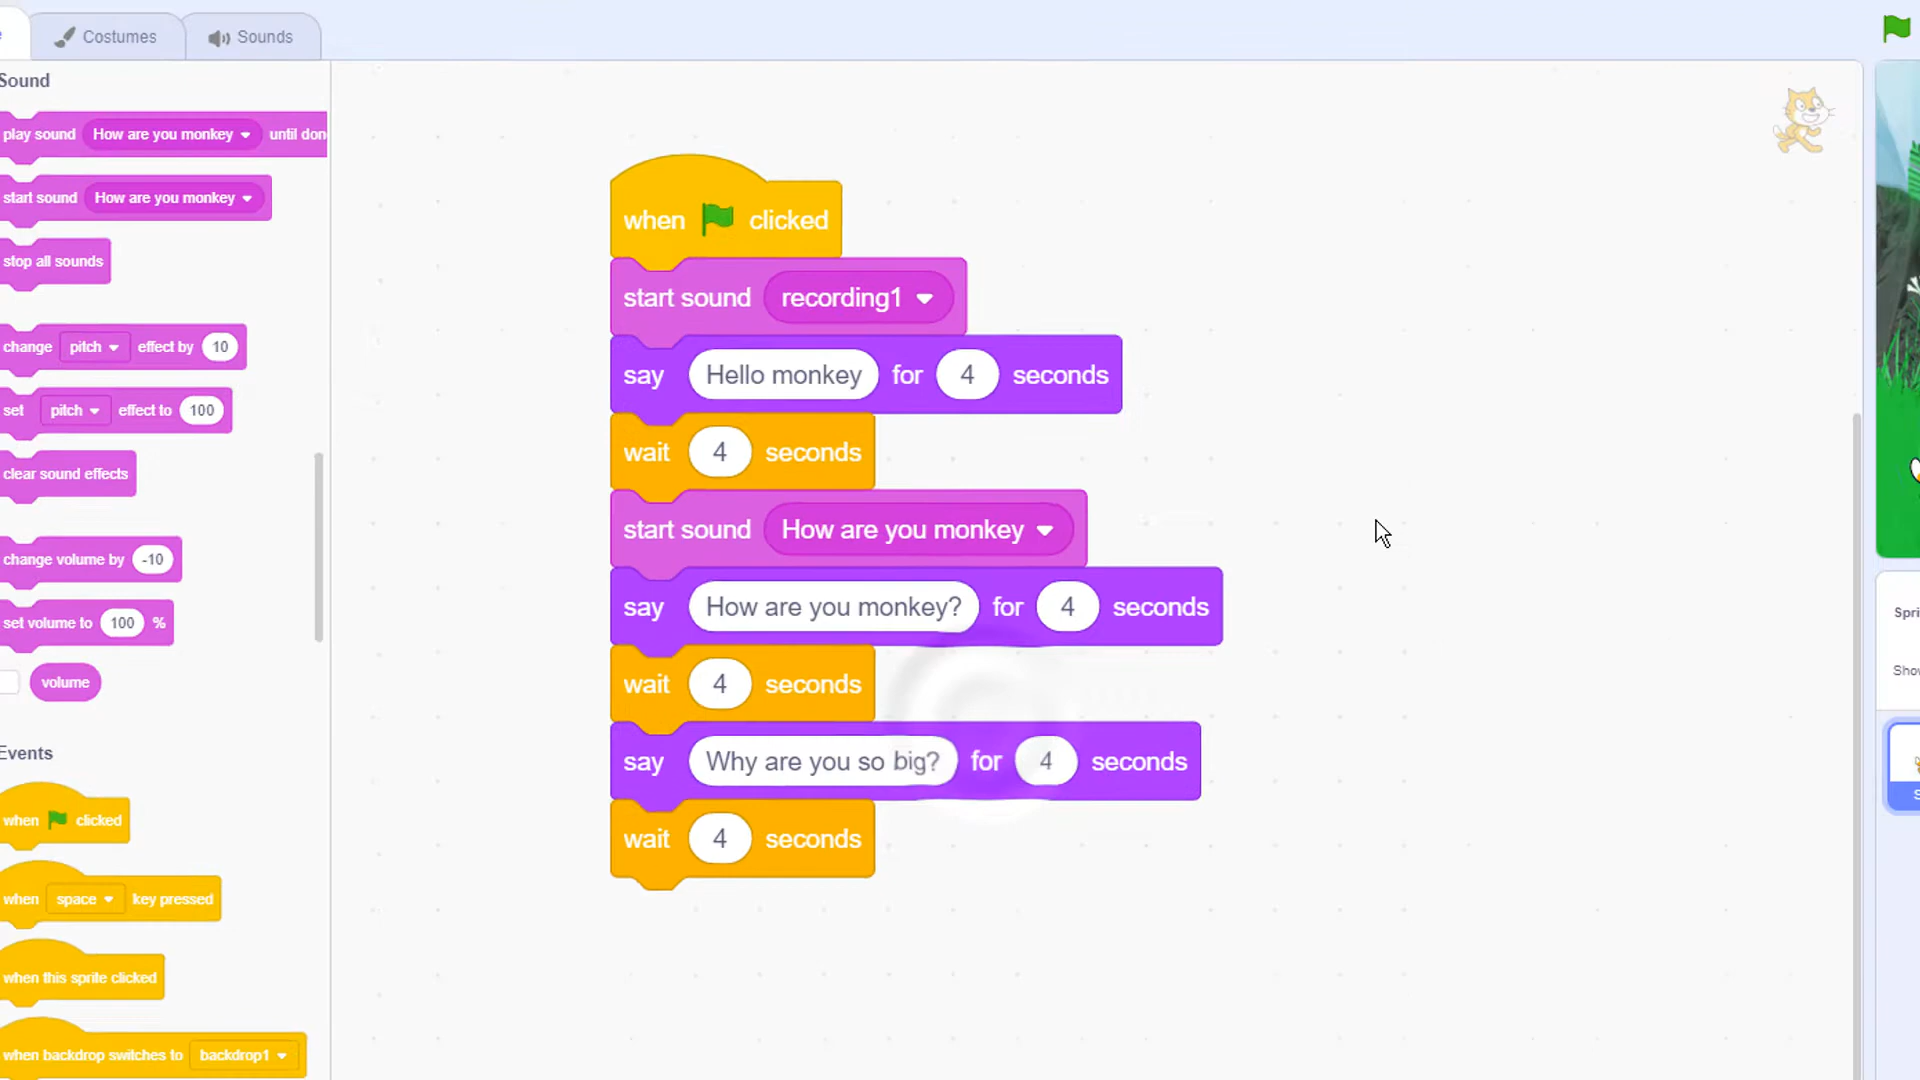 Costumes
Sounds
Sound
play sound How are you monkey until don
start sound How are you monkey
stop all sounds
change pitch effect by 10
set pitch effect to 100
clear sound effects
change volume by -10
set volume to 100 %
volume
Events
when clicked
when space key pressed
when this sprite clicked
when backdrop switches to backdrop1
when clicked
start sound recording1
say Hello monkey for 4 seconds
wait 4 seconds
start sound How are you monkey
say How are you monkey? for 4 seconds
wait 4 seconds
say Why are you so big? for 4 seconds
wait 4 seconds
Spri
Sho